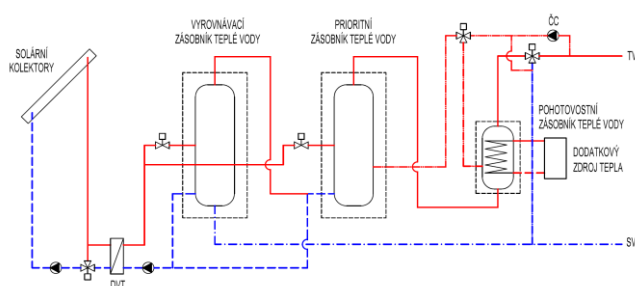 SOLÁRNÍ
KOLEKTORY
VYROVNÁVACÍ
ZÁSOBNÍK TEPLÉ VODY
PRIORITNÍ
ZÁSOBNÍK TEPLÉ VODY
ČC
TV
POHOTOVOSTNÍ
ZÁSOBNÍK TEPLÉ VODY
DODATKOVÝ
ZDROJ TEPLA
SV